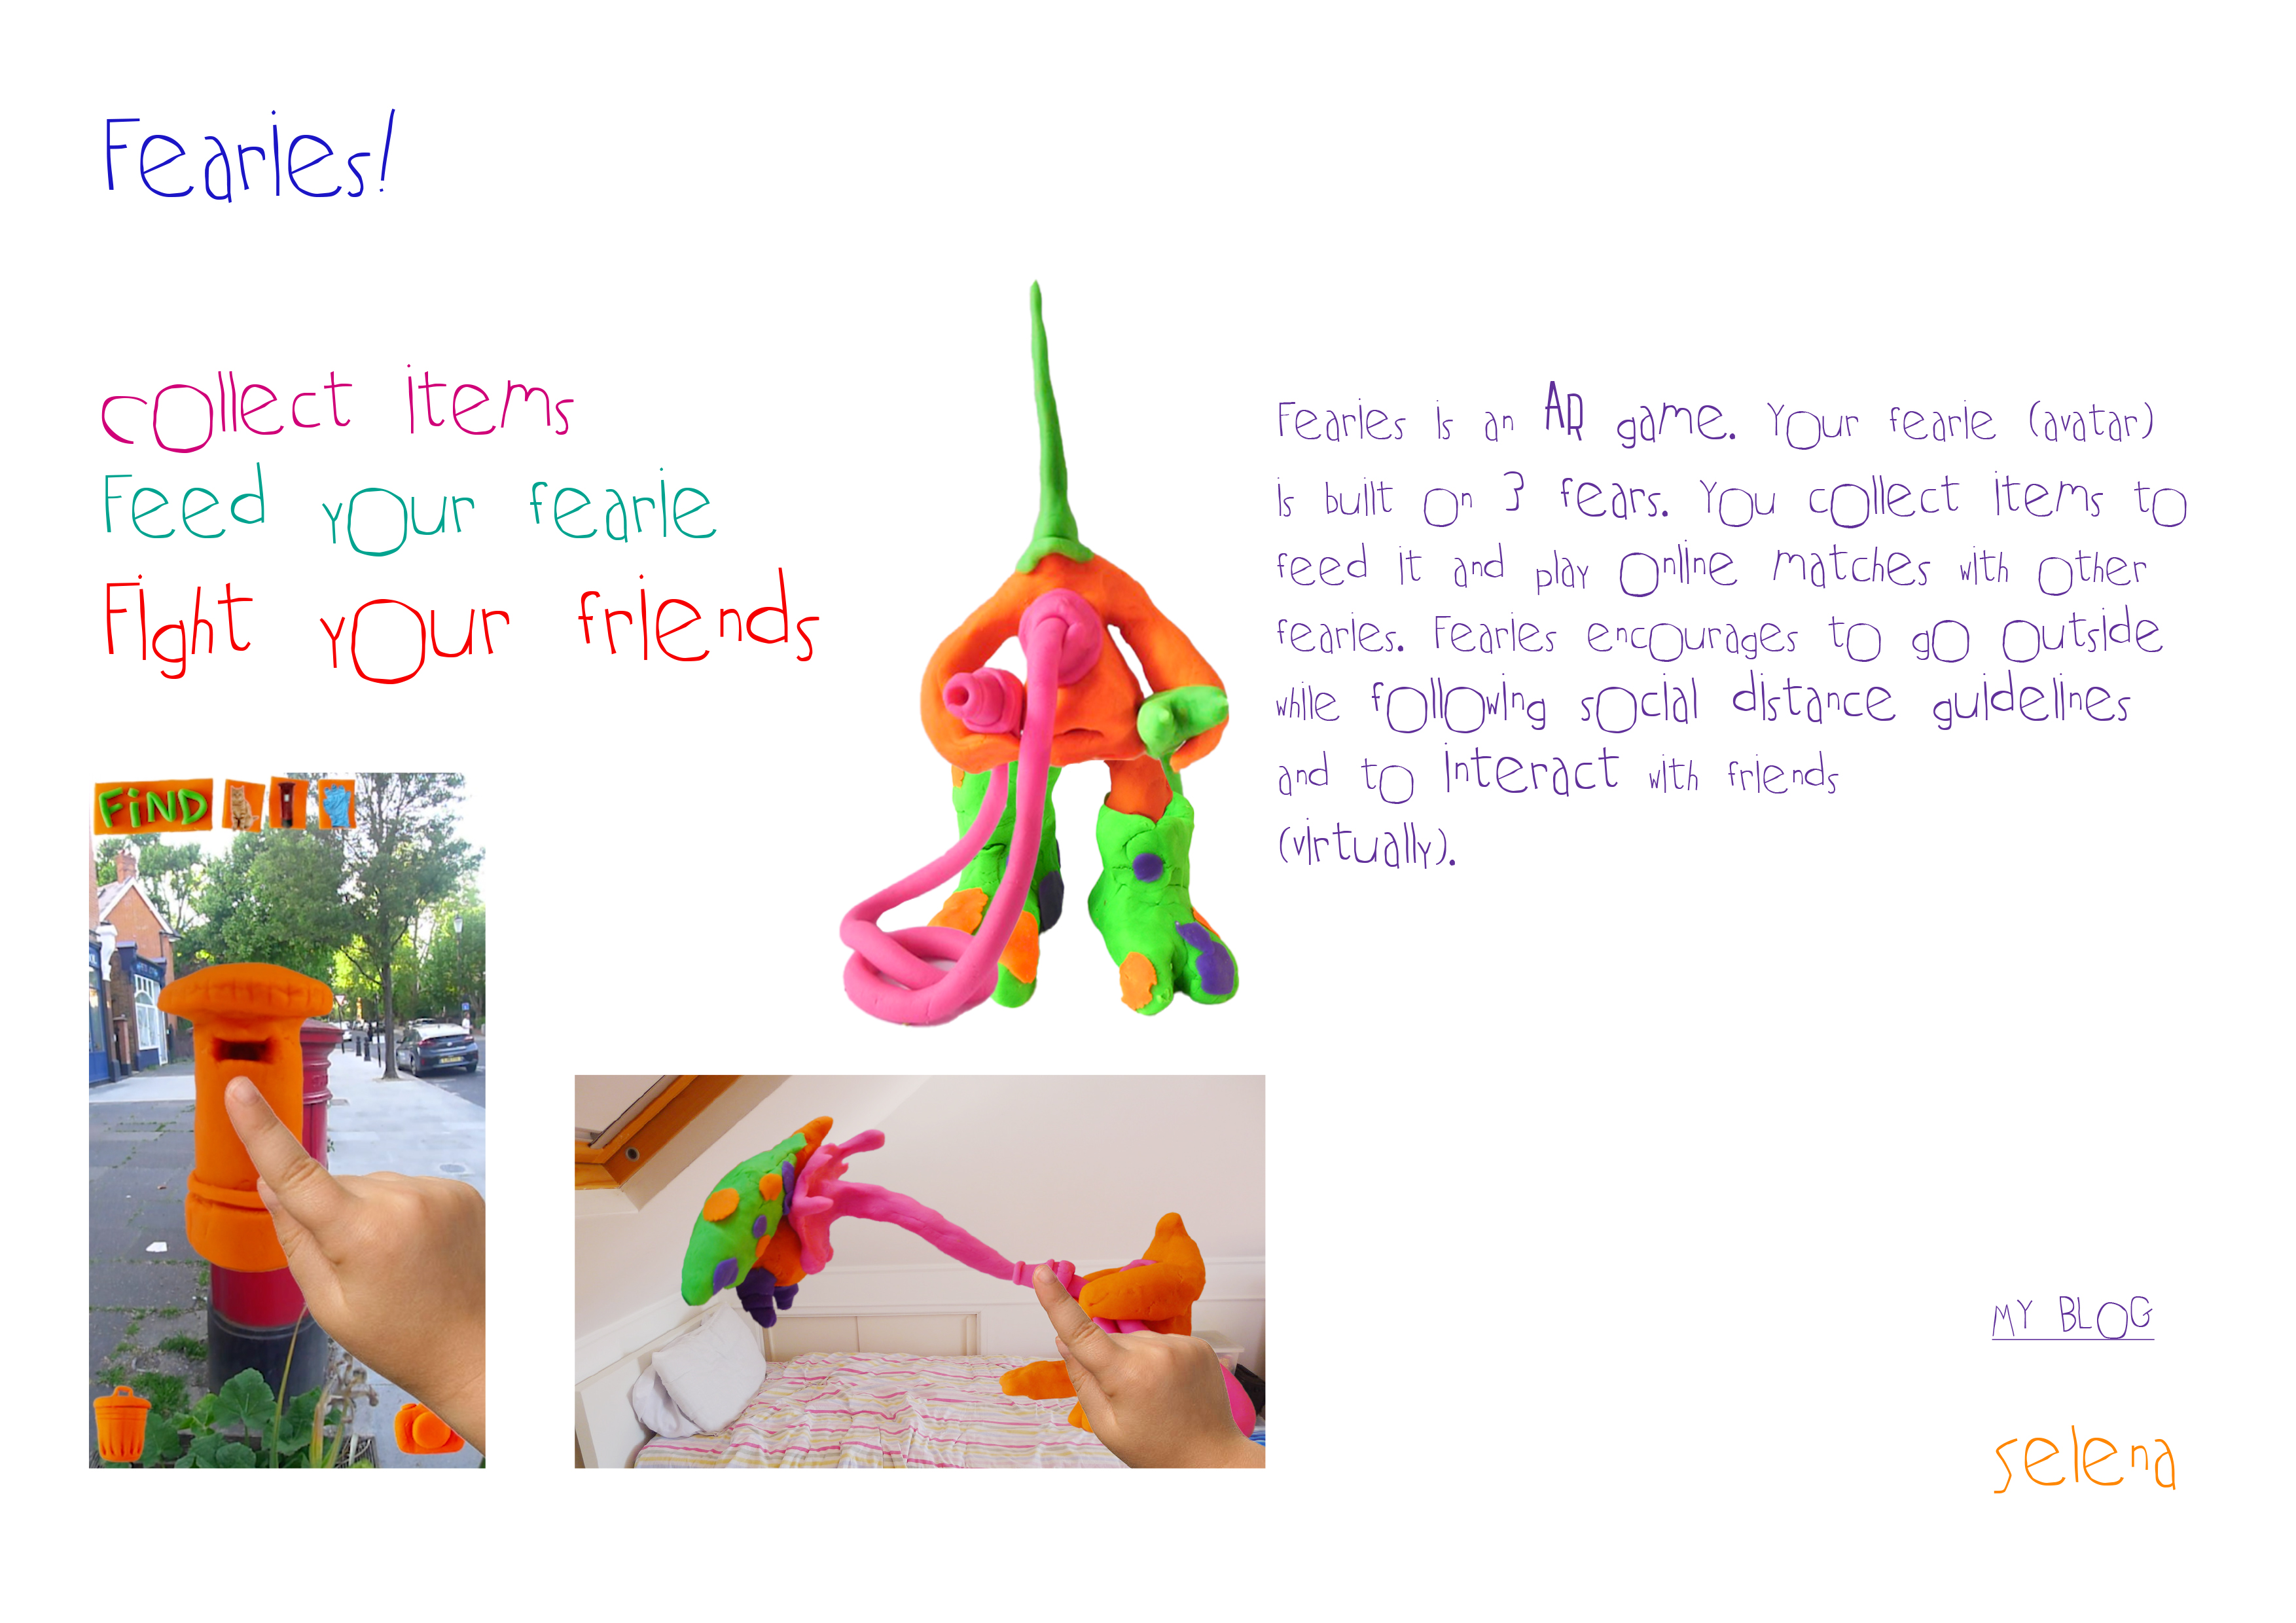 Fearies!
collect items
Feed your fearie
Fight your friends
Fearies is an AR game. Your fearie (avatar)
is built on 3 fears. You collect items to
feed it and play online matches with other
fearies. Fearies encourages to go outside
while following social distance guidelines
and to interact with friends
(virtually).
FiND
MY BLOG
selena